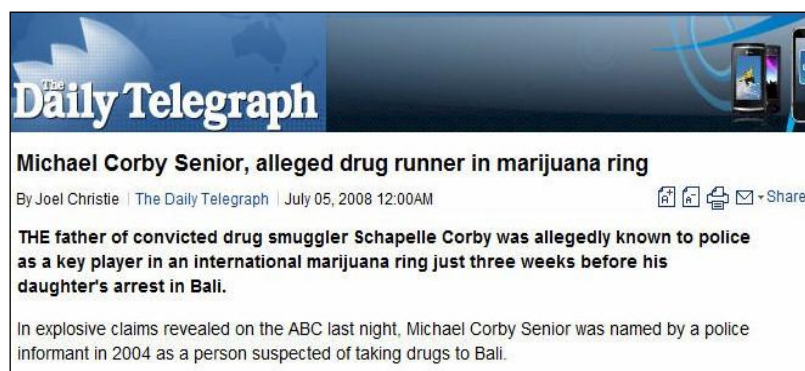 The Daily Telegraph
Michael Corby Senior, alleged drug runner in marijuana ring
By Joel Christie | The Daily Telegraph | July 05, 2008 12:00AM
A+ A- Share
THE father of convicted drug smuggler Schapelle Corby was allegedly known to police
as a key player in an international marijuana ring just three weeks before his
daughter's arrest in Bali.
In explosive claims revealed on the ABC last night, Michael Corby Senior was named by a police
informant in 2004 as a person suspected of taking drugs to Bali.